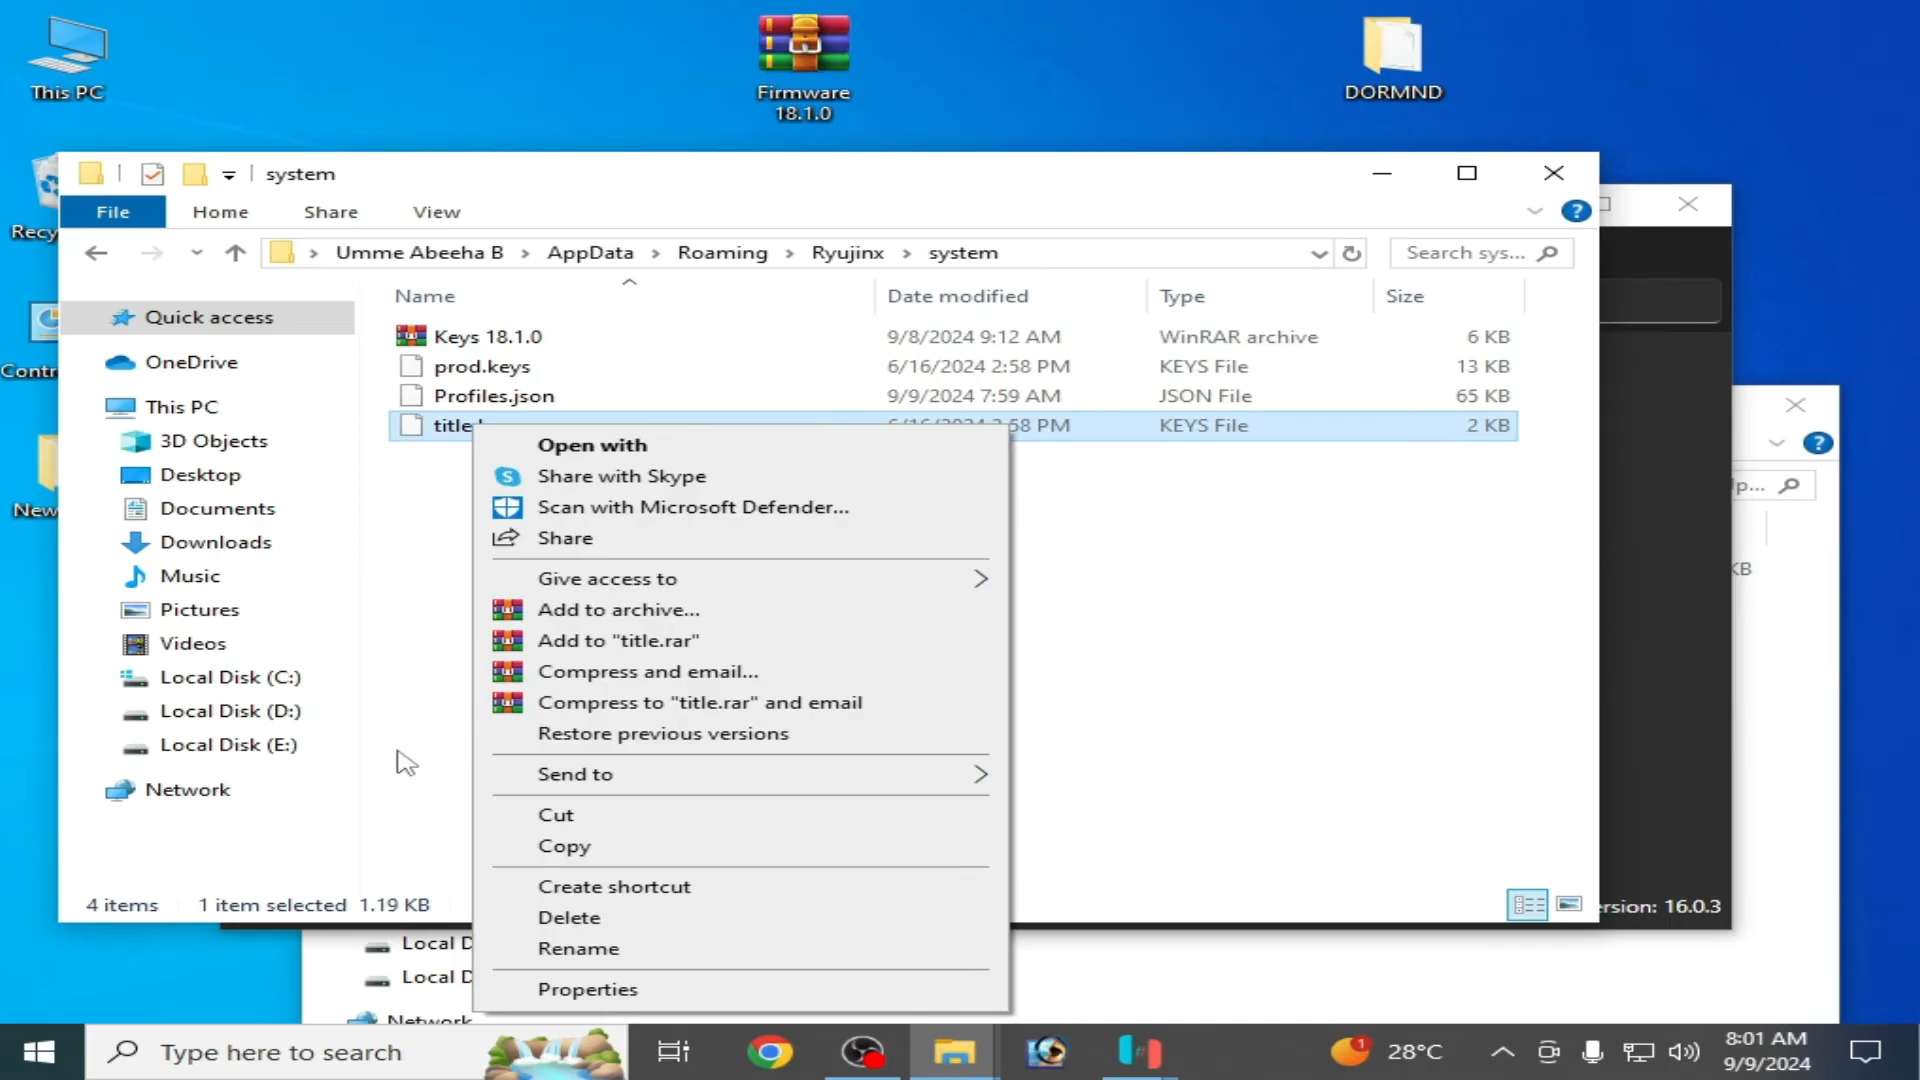 This PC
Firmware
18.1.0
DORMND
system
File Home Share View
Umme Abeeha B > AppData > Roaming > Ryujinx > system
Search sys...
Name Date modified Type Size
Quick access
OneDrive
This PC
3D Objects
Desktop
Documents
Downloads
Music
Pictures
Videos
Local Disk (C:)
Local Disk (D:)
Local Disk (E:)
Network
Keys 18.1.0 9/8/2024 9:12 AM WinRAR archive 6 KB
prod.keys 6/16/2024 2:58 PM KEYS File 13 KB
Profiles.json 9/9/2024 7:59 AM JSON File 65 KB
title. 58 PM KEYS File 2 KB
Open with
Share with Skype
Scan with Microsoft Defender...
Share
Give access to
Add to archive...
Add to "title.rar"
Compress and email...
Compress to "title.rar" and email
Restore previous versions
Send to
Cut
Copy
Create shortcut
Delete
Rename
Properties
4 items 1 item selected 1.19 KB
ersion: 16.0.3
Recy
Contr
New
p...
KB
Local D
Local D
Network
Type here to search
28°C
8:01 AM
9/9/2024